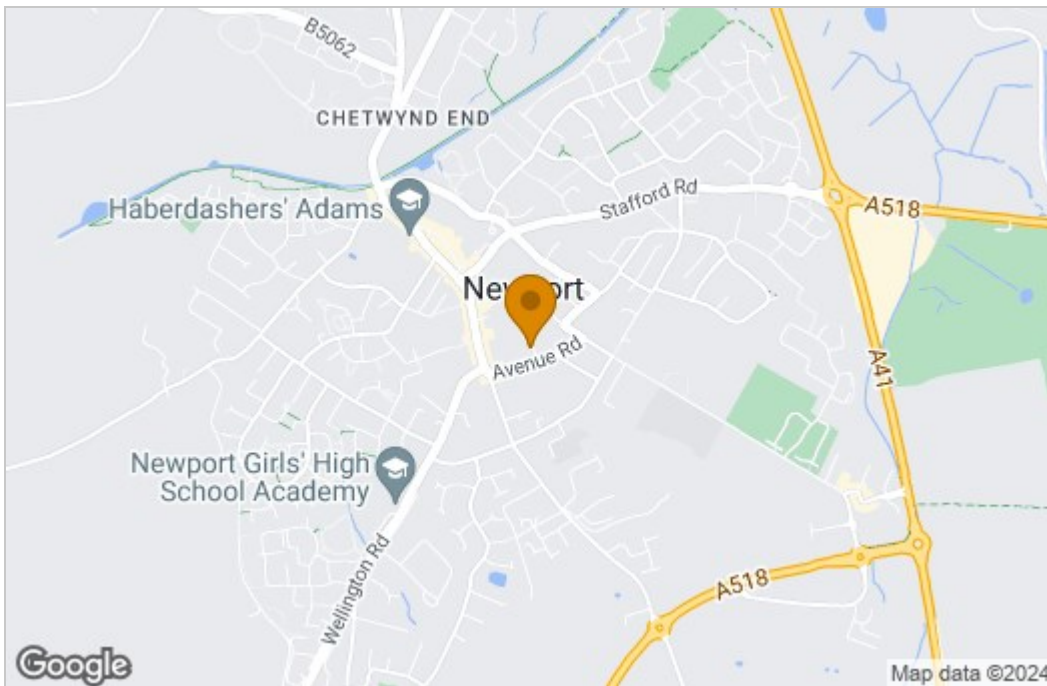 B5062
CHETWYND END
Haberdashers' Adams
Stafford Rd
A518
Newport
Avenue Rd
A41
Newport Girls' High
School Academy
Wellington Rd
A518
Google
Map data ©2024